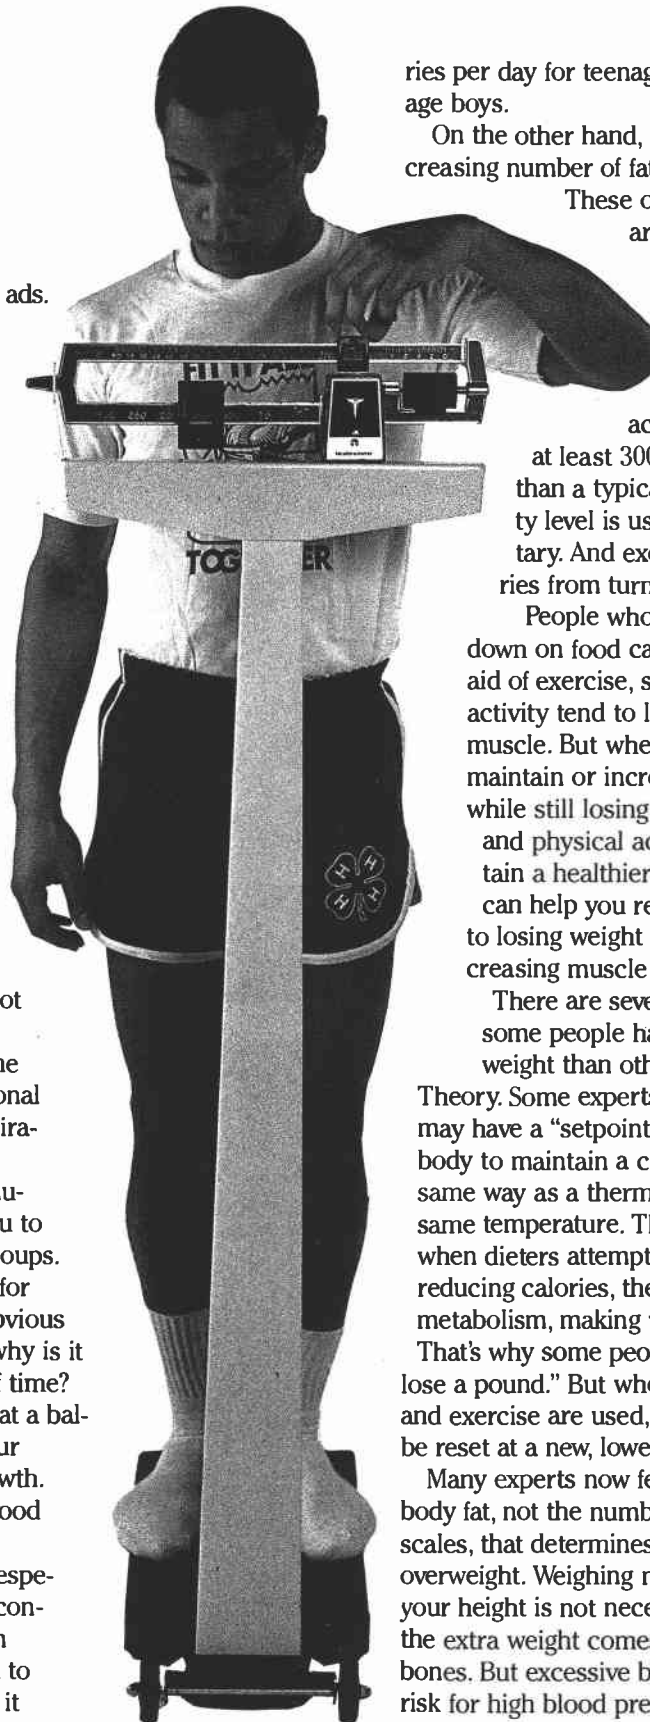 ads.
ot
ne
onal
ira-
u-
u to
oups.
for
bvious
why is it
f time?
at a bal-
ur
wth.
ood
espe-
con-
n
to
it
TOG ER
H H
H H
ries per day for teenag
age boys.
On the other hand,
creasing number of fat
These o
ar
ac
at least 300
than a typica
ty level is us
tary. And exe
ries from turn
People who
down on food ca
aid of exercise, s
activity tend to l
muscle. But whe
maintain or incre
while still losing
and physical ac
tain a healthier
can help you re
to losing weight
creasing muscle
There are seve
some people ha
weight than oth
Theory. Some experts
may have a “setpoint
body to maintain a c
same way as a therm
same temperature. Th
when dieters attempt
reducing calories, the
metabolism, making w
That’s why some peo
lose a pound.” But whe
and exercise are used,
be reset at a new, lowe
Many experts now fe
body fat, not the numb
scales, that determines
overweight. Weighing m
your height is not nece
the extra weight comes
bones. But excessive b
risk for high blood pre